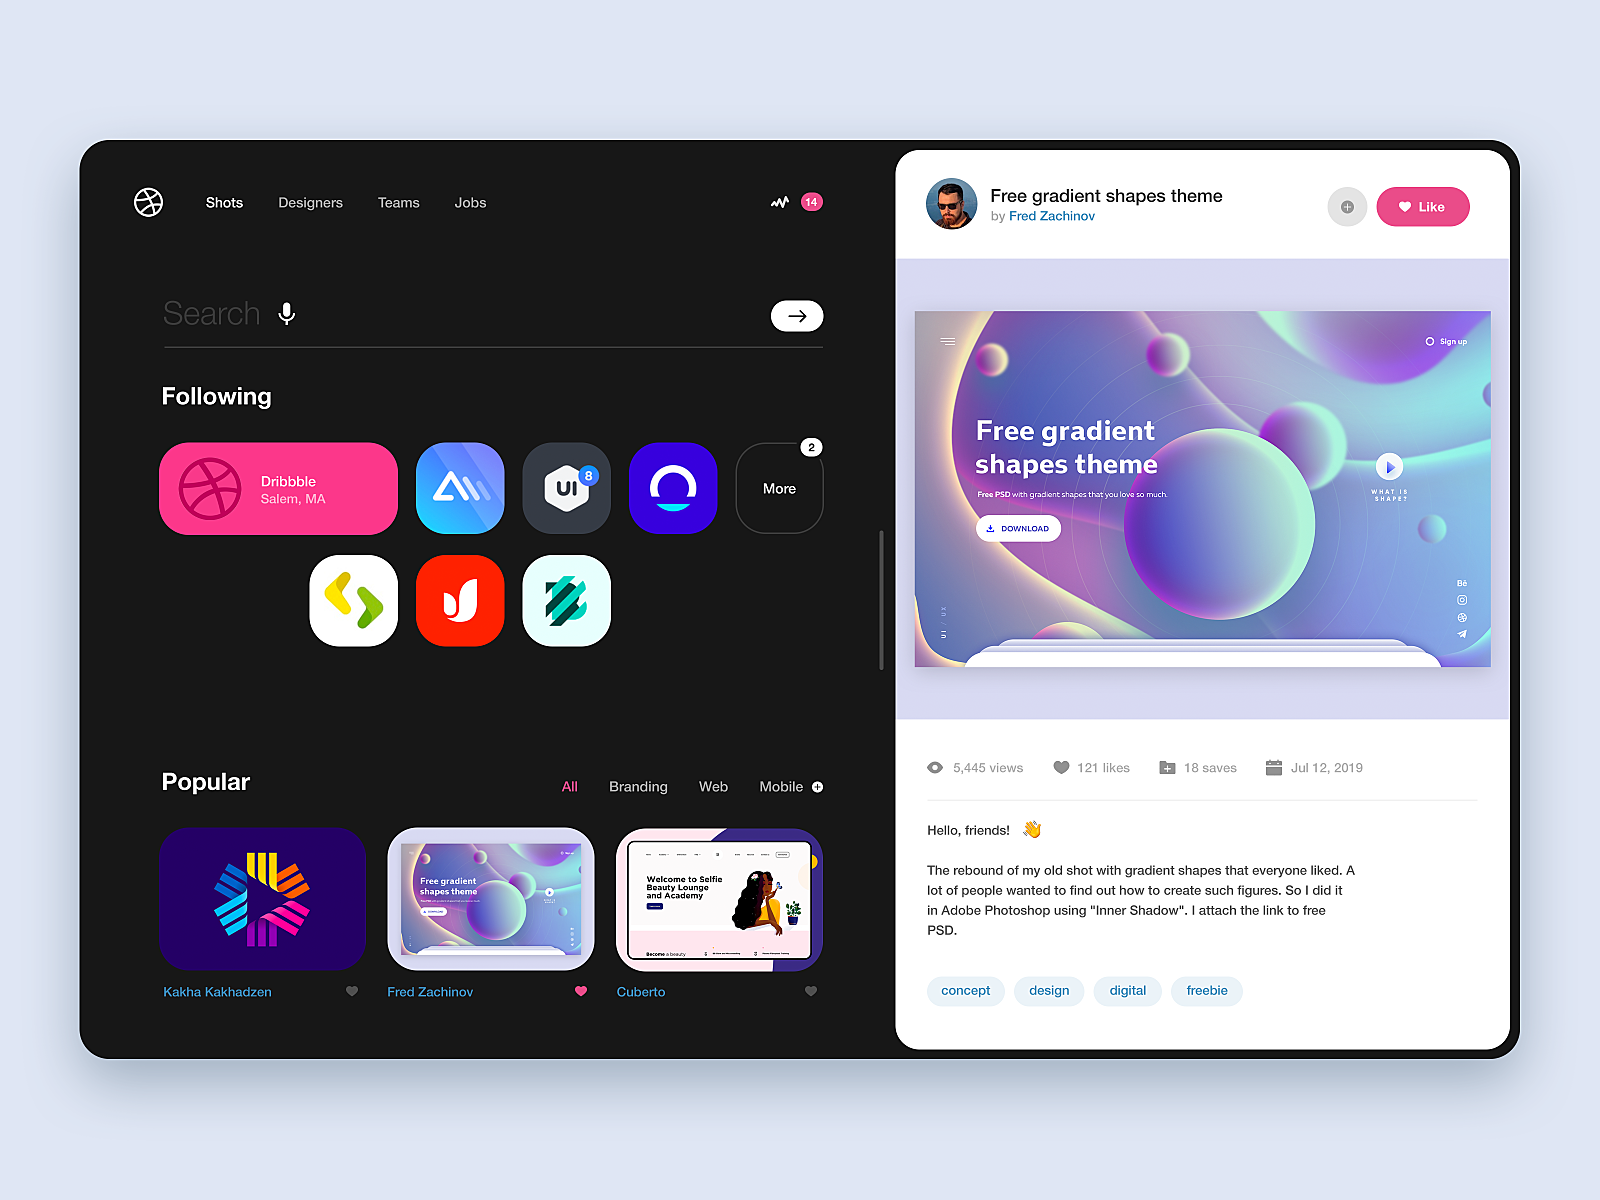 Shots
Designers
Teams
Jobs
14
Search
Following
Dribbble
Salem, MA
UI
8
More
2
Popular
All
Branding
Web
Mobile
Free gradient
shapes theme
DOWNLOAD
Welcome to Selfie
Beauty Lounge
and Academy
Become a beauty
Kakha Kakhadzen
Fred Zachinov
Cuberto
Free gradient shapes theme
by Fred Zachinov
Like
Sign up
Free gradient
shapes theme
Free PSD with gradient shapes that you love so much.
DOWNLOAD
WHAT IS
SHAPE?
Bē
UI / UX
5,445 views
121 likes
18 saves
Jul 12, 2019
Hello, friends! 👋
The rebound of my old shot with gradient shapes that everyone liked. A
lot of people wanted to find out how to create such figures. So I did it
in Adobe Photoshop using "Inner Shadow". I attach the link to free
PSD.
concept
design
digital
freebie